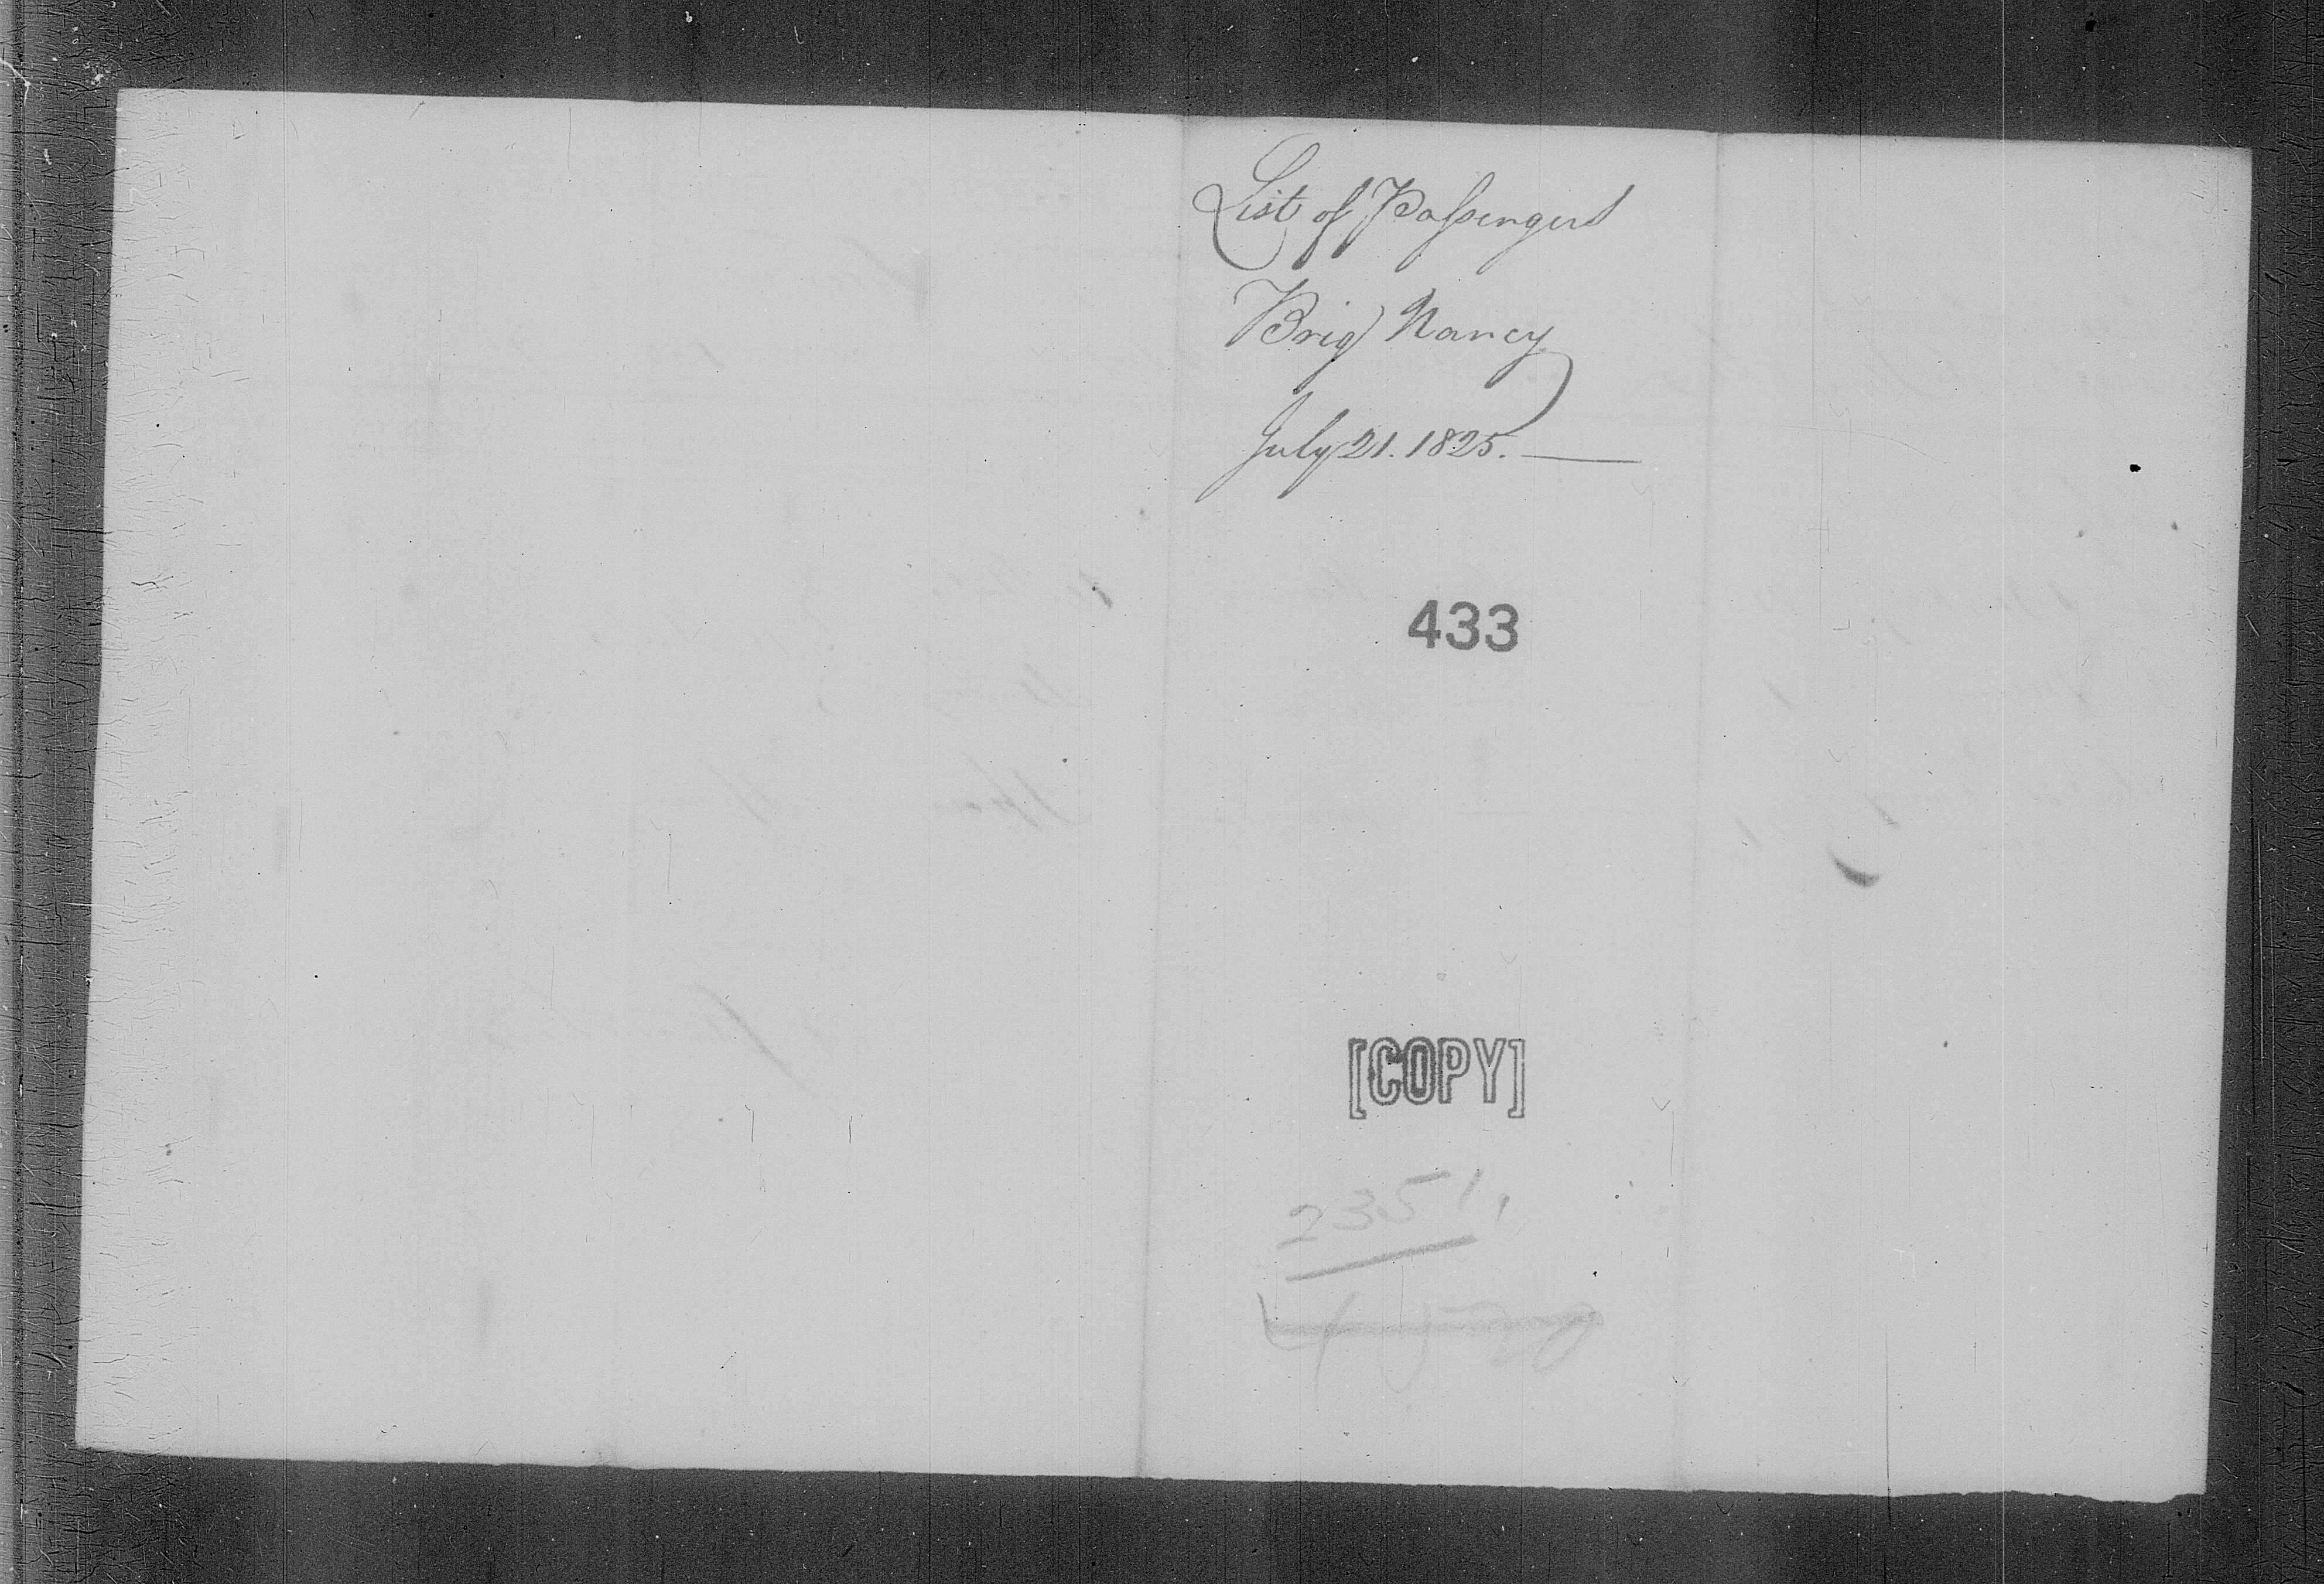 List of Passengers
Brig Nancy
July 21. 1825.
433
[COPY]
2351